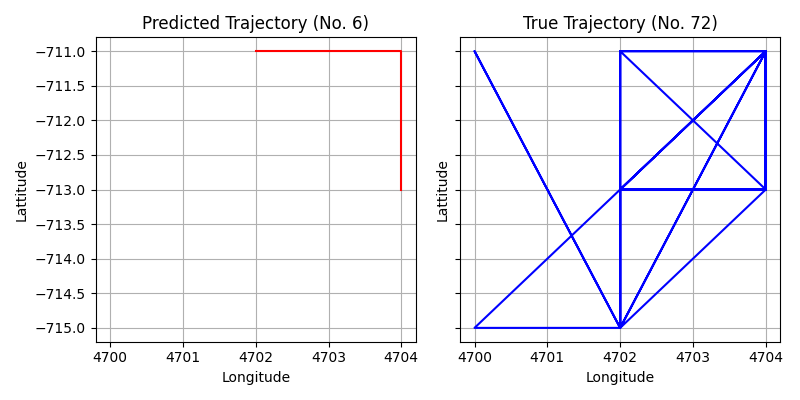 Predicted Trajectory (No. 6)
True Trajectory (No. 72)
−711.0
−711.5
−712.0
−712.5
−713.0
−713.5
−714.0
−714.5
−715.0
Lattitude
Lattitude
4700 4701 4702 4703 4704
4700 4701 4702 4703 4704
Longitude
Longitude